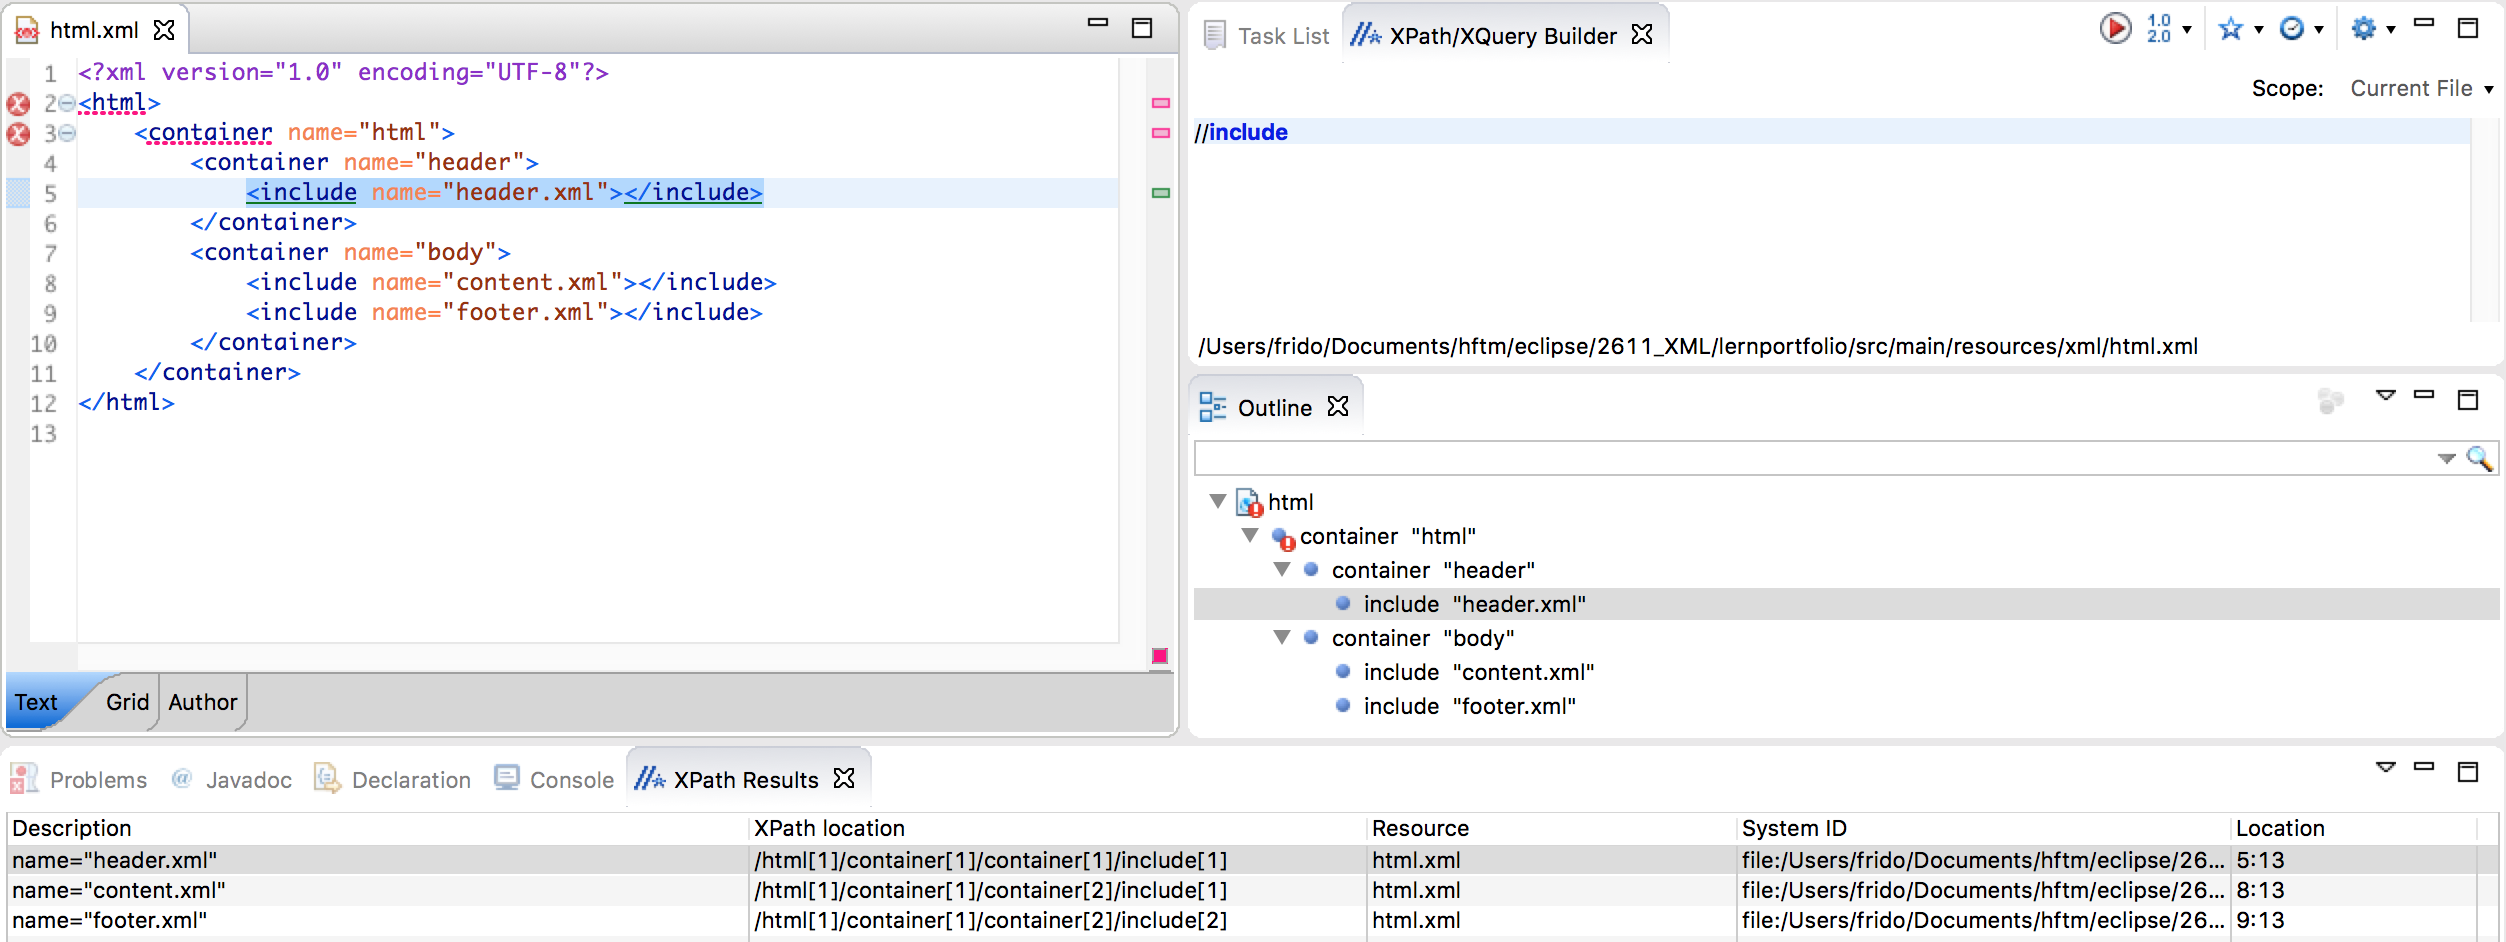 html.xml
1 <?xml version="1.0" encoding="UTF-8"?>
2 <html>
3     <container name="html">
4         <container name="header">
5             <include name="header.xml"></include>
6         </container>
7         <container name="body">
8             <include name="content.xml"></include>
9             <include name="footer.xml"></include>
10         </container>
11     </container>
12 </html>
13
Text Grid Author
Task List XPath/XQuery Builder 1.0 2.0
Scope: Current File
//include
/Users/frido/Documents/hftm/eclipse/2611_XML/lernportfolio/src/main/resources/xml/html.xml
Outline
html
container "html"
container "header"
include "header.xml"
container "body"
include "content.xml"
include "footer.xml"
Problems @ Javadoc Declaration Console XPath Results
Description XPath location Resource System ID Location
name="header.xml" /html[1]/container[1]/container[1]/include[1] html.xml file:/Users/frido/Documents/hftm/eclipse/26... 5:13
name="content.xml" /html[1]/container[1]/container[2]/include[1] html.xml file:/Users/frido/Documents/hftm/eclipse/26... 8:13
name="footer.xml" /html[1]/container[1]/container[2]/include[2] html.xml file:/Users/frido/Documents/hftm/eclipse/26... 9:13